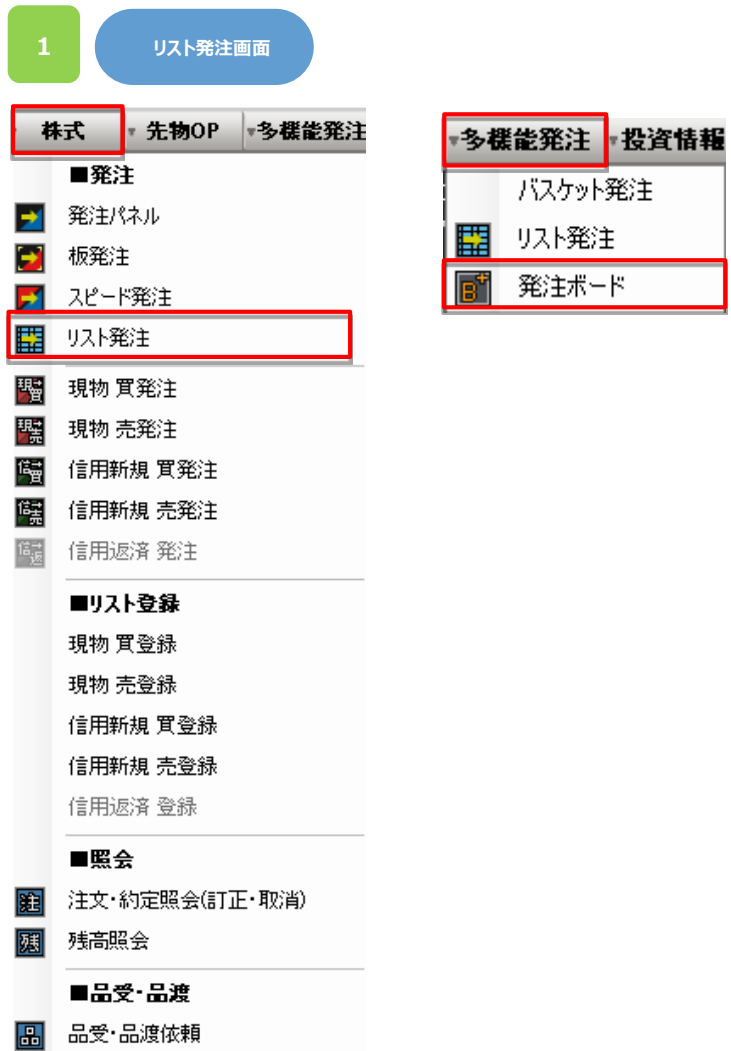 1
リスト発注画面
株式 先物OP 多機能発注
■発注
発注パネル
板発注
スピード発注
リスト発注
現物 買発注
現物 売発注
信用新規 買発注
信用新規 売発注
信用返済 発注
■リスト登録
現物 買登録
現物 売登録
信用新規 買登録
信用新規 売登録
信用返済 登録
■照会
注文・約定照会(訂正・取消)
残高照会
■品受・品渡
品受・品渡依頼
多機能発注 投資情報
バスケット発注
リスト発注
発注ボード